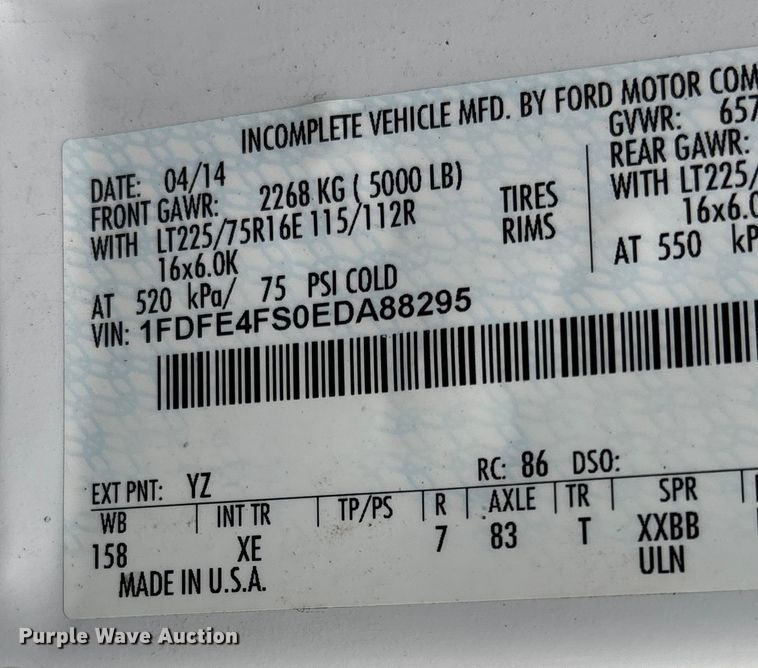 INCOMPLETE VEHICLE MFD. BY FORD MOTOR COM
DATE: 04/14
GVWR: 657
FRONT GAWR: 2268 KG ( 5000 LB)
REAR GAWR:
WITH LT225/75R16E 115/112R
TIRES
WITH LT225/
16x6.0K
RIMS
16x6.0
AT 520 kPa/ 75 PSI COLD
AT 550 kP
VIN: 1FDFE4FS0EDA88295
EXT PNT: YZ
RC: 86 DSO:
WB INT TR TP/PS R AXLE TR SPR
158 XE 7 83 T XXBB
ULN
MADE IN U.S.A.
Purple Wave Auction